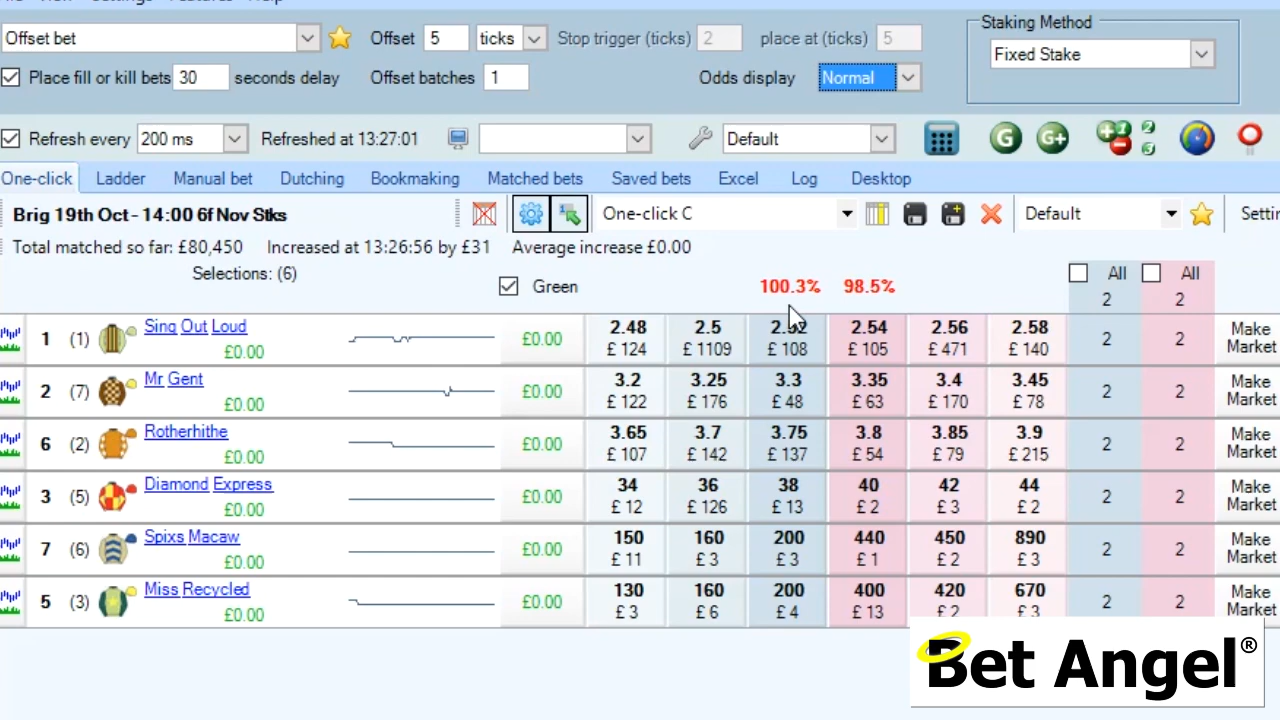 File View Settings Features Help
Offset bet Offset 5 ticks Stop trigger (ticks) 2 place at (ticks) 5 Staking Method
Fixed Stake
Place fill or kill bets 30 seconds delay Offset batches 1 Odds display Normal
Refresh every 200 ms Refreshed at 13:27:01 Default G G+
One-click Ladder Manual bet Dutching Bookmaking Matched bets Saved bets Excel Log Desktop
Brig 19th Oct - 14:00 6f Nov Stks One-click C Default
Total matched so far: £80,450 Increased at 13:26:56 by £31 Average increase £0.00
Selections: (6) Green 100.3% 98.5% All All
2 2
1 (1) Sing Out Loud £0.00 2.48 2.5 2.52 2.54 2.56 2.58 2 2 Make
£0.00 £ 124 £ 1109 £ 108 £ 105 £ 471 £ 140 Market
2 (7) Mr Gent £0.00 3.2 3.25 3.3 3.35 3.4 3.45 2 2 Make
£0.00 £ 122 £ 176 £ 48 £ 63 £ 170 £ 78 Market
6 (2) Rotherhithe £0.00 3.65 3.7 3.75 3.8 3.85 3.9 2 2 Make
£0.00 £ 107 £ 142 £ 137 £ 54 £ 79 £ 215 Market
3 (5) Diamond Express £0.00 34 36 38 40 42 44 2 2 Make
£0.00 £ 12 £ 126 £ 13 £ 2 £ 3 £ 2 Market
7 (6) Spixs Macaw £0.00 150 160 200 440 450 890 2 2 Make
£0.00 £ 11 £ 3 £ 3 £ 1 £ 2 £ 3 Market
5 (3) Miss Recycled £0.00 130 160 200 400 420 670 2 2 Make
£0.00 £ 3 £ 6 £ 4 £ 13 £ 2 £ 3 Market
Bet Angel®